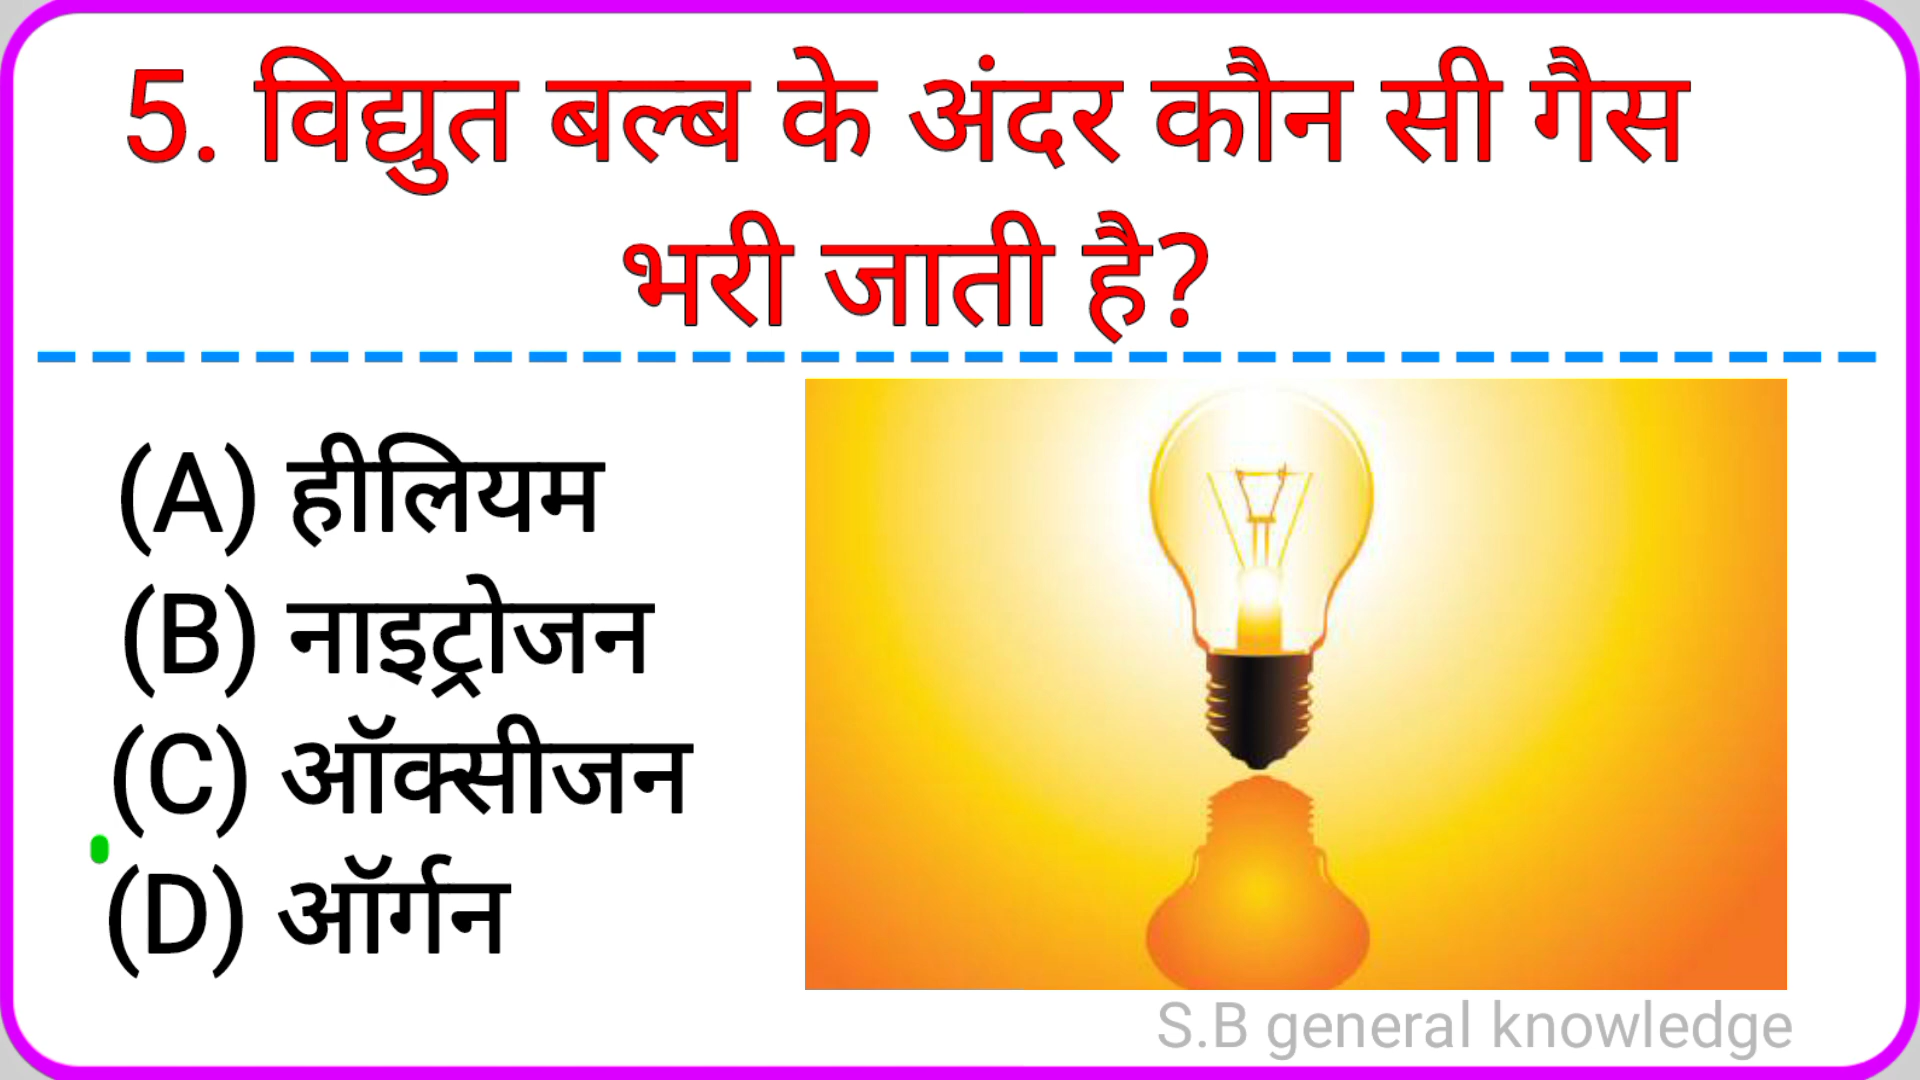 5. विद्युत बल्ब के अंदर कौन सी गैस
भरी जाती है?
(A) हीलियम
(B) नाइट्रोजन
(C) ऑक्सीजन
(D) ऑर्गन
S.B general knowledge